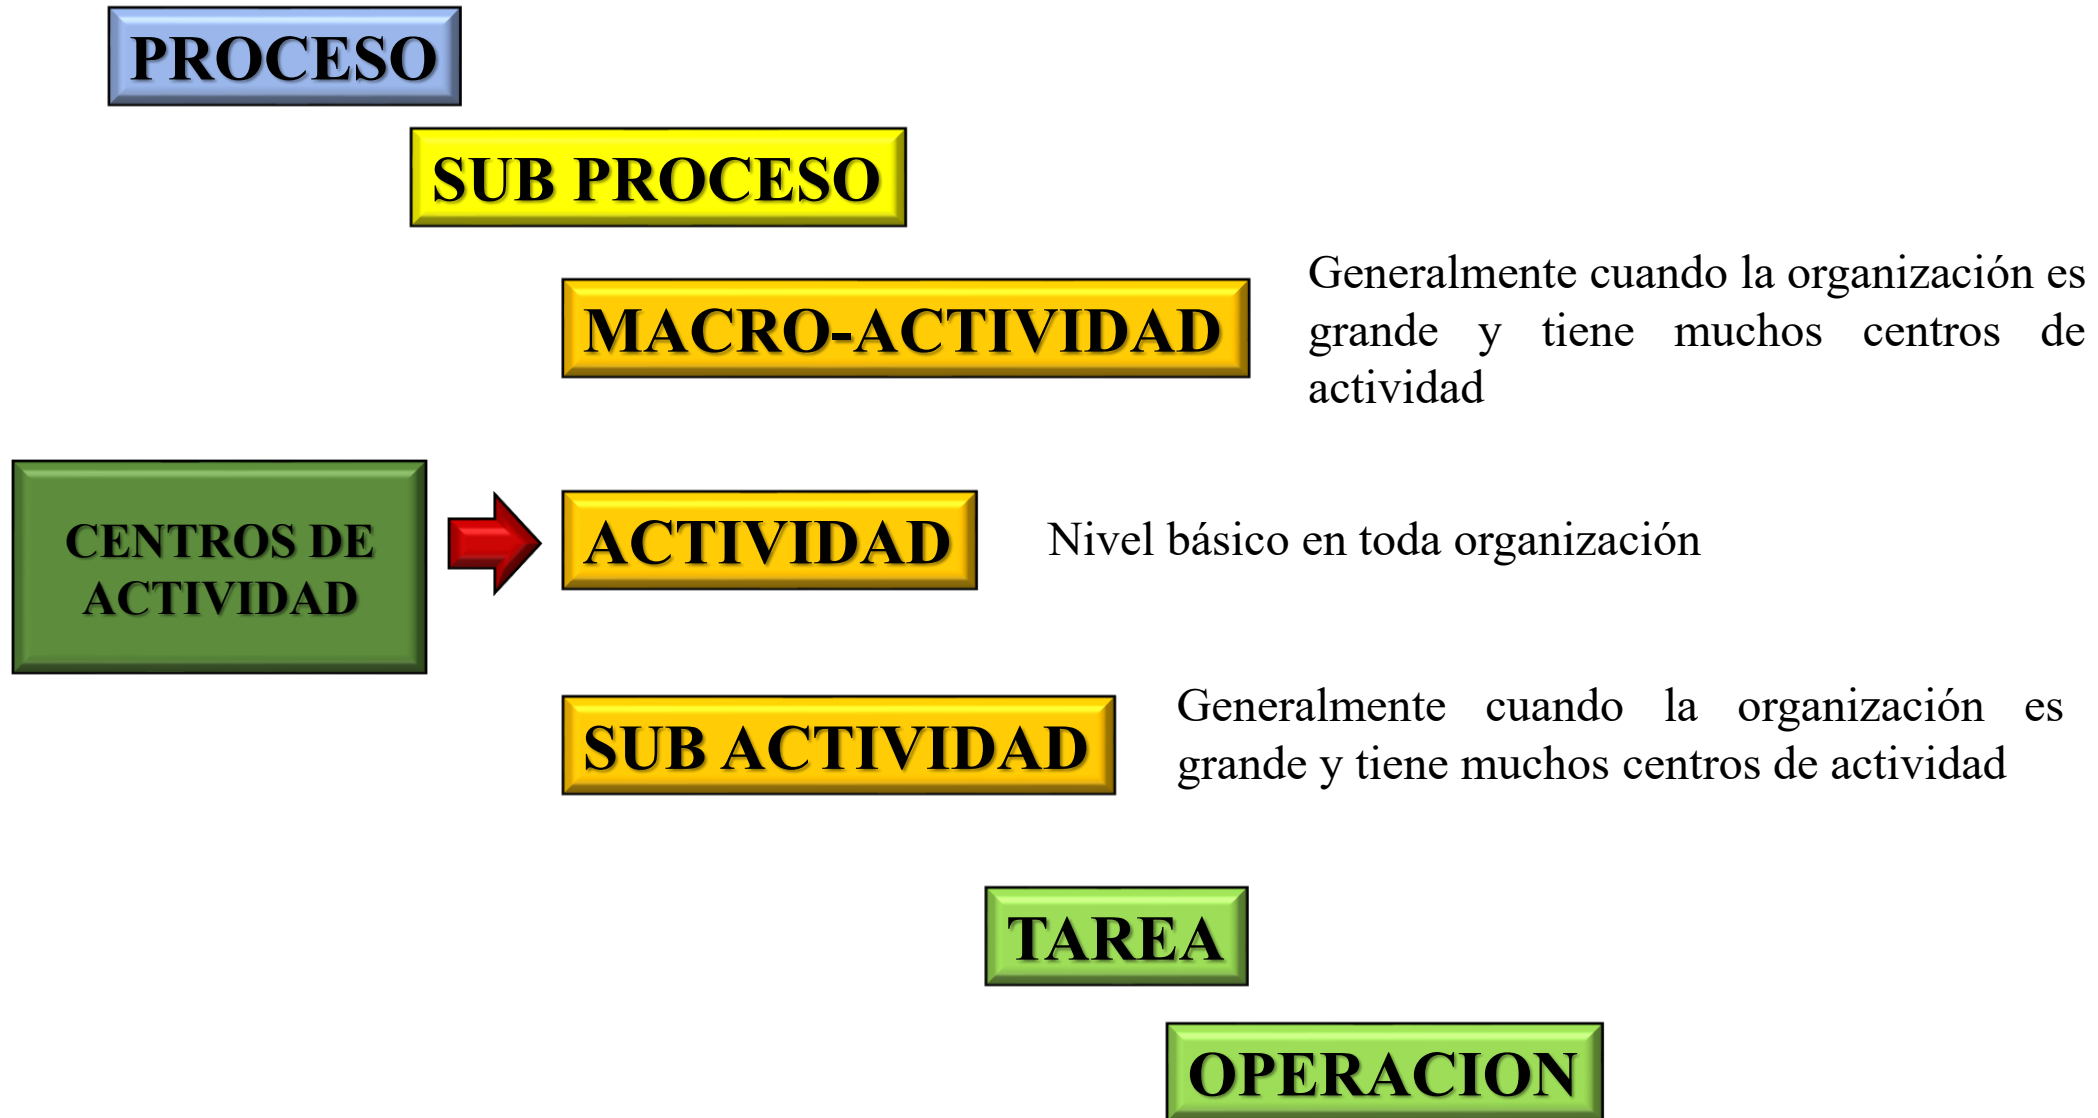 PROCESO
SUB PROCESO
MACRO-ACTIVIDAD
Generalmente cuando la organización es
grande y tiene muchos centros de
actividad
CENTROS DE
ACTIVIDAD
ACTIVIDAD
Nivel básico en toda organización
SUB ACTIVIDAD
Generalmente cuando la organización es
grande y tiene muchos centros de actividad
TAREA
OPERACION